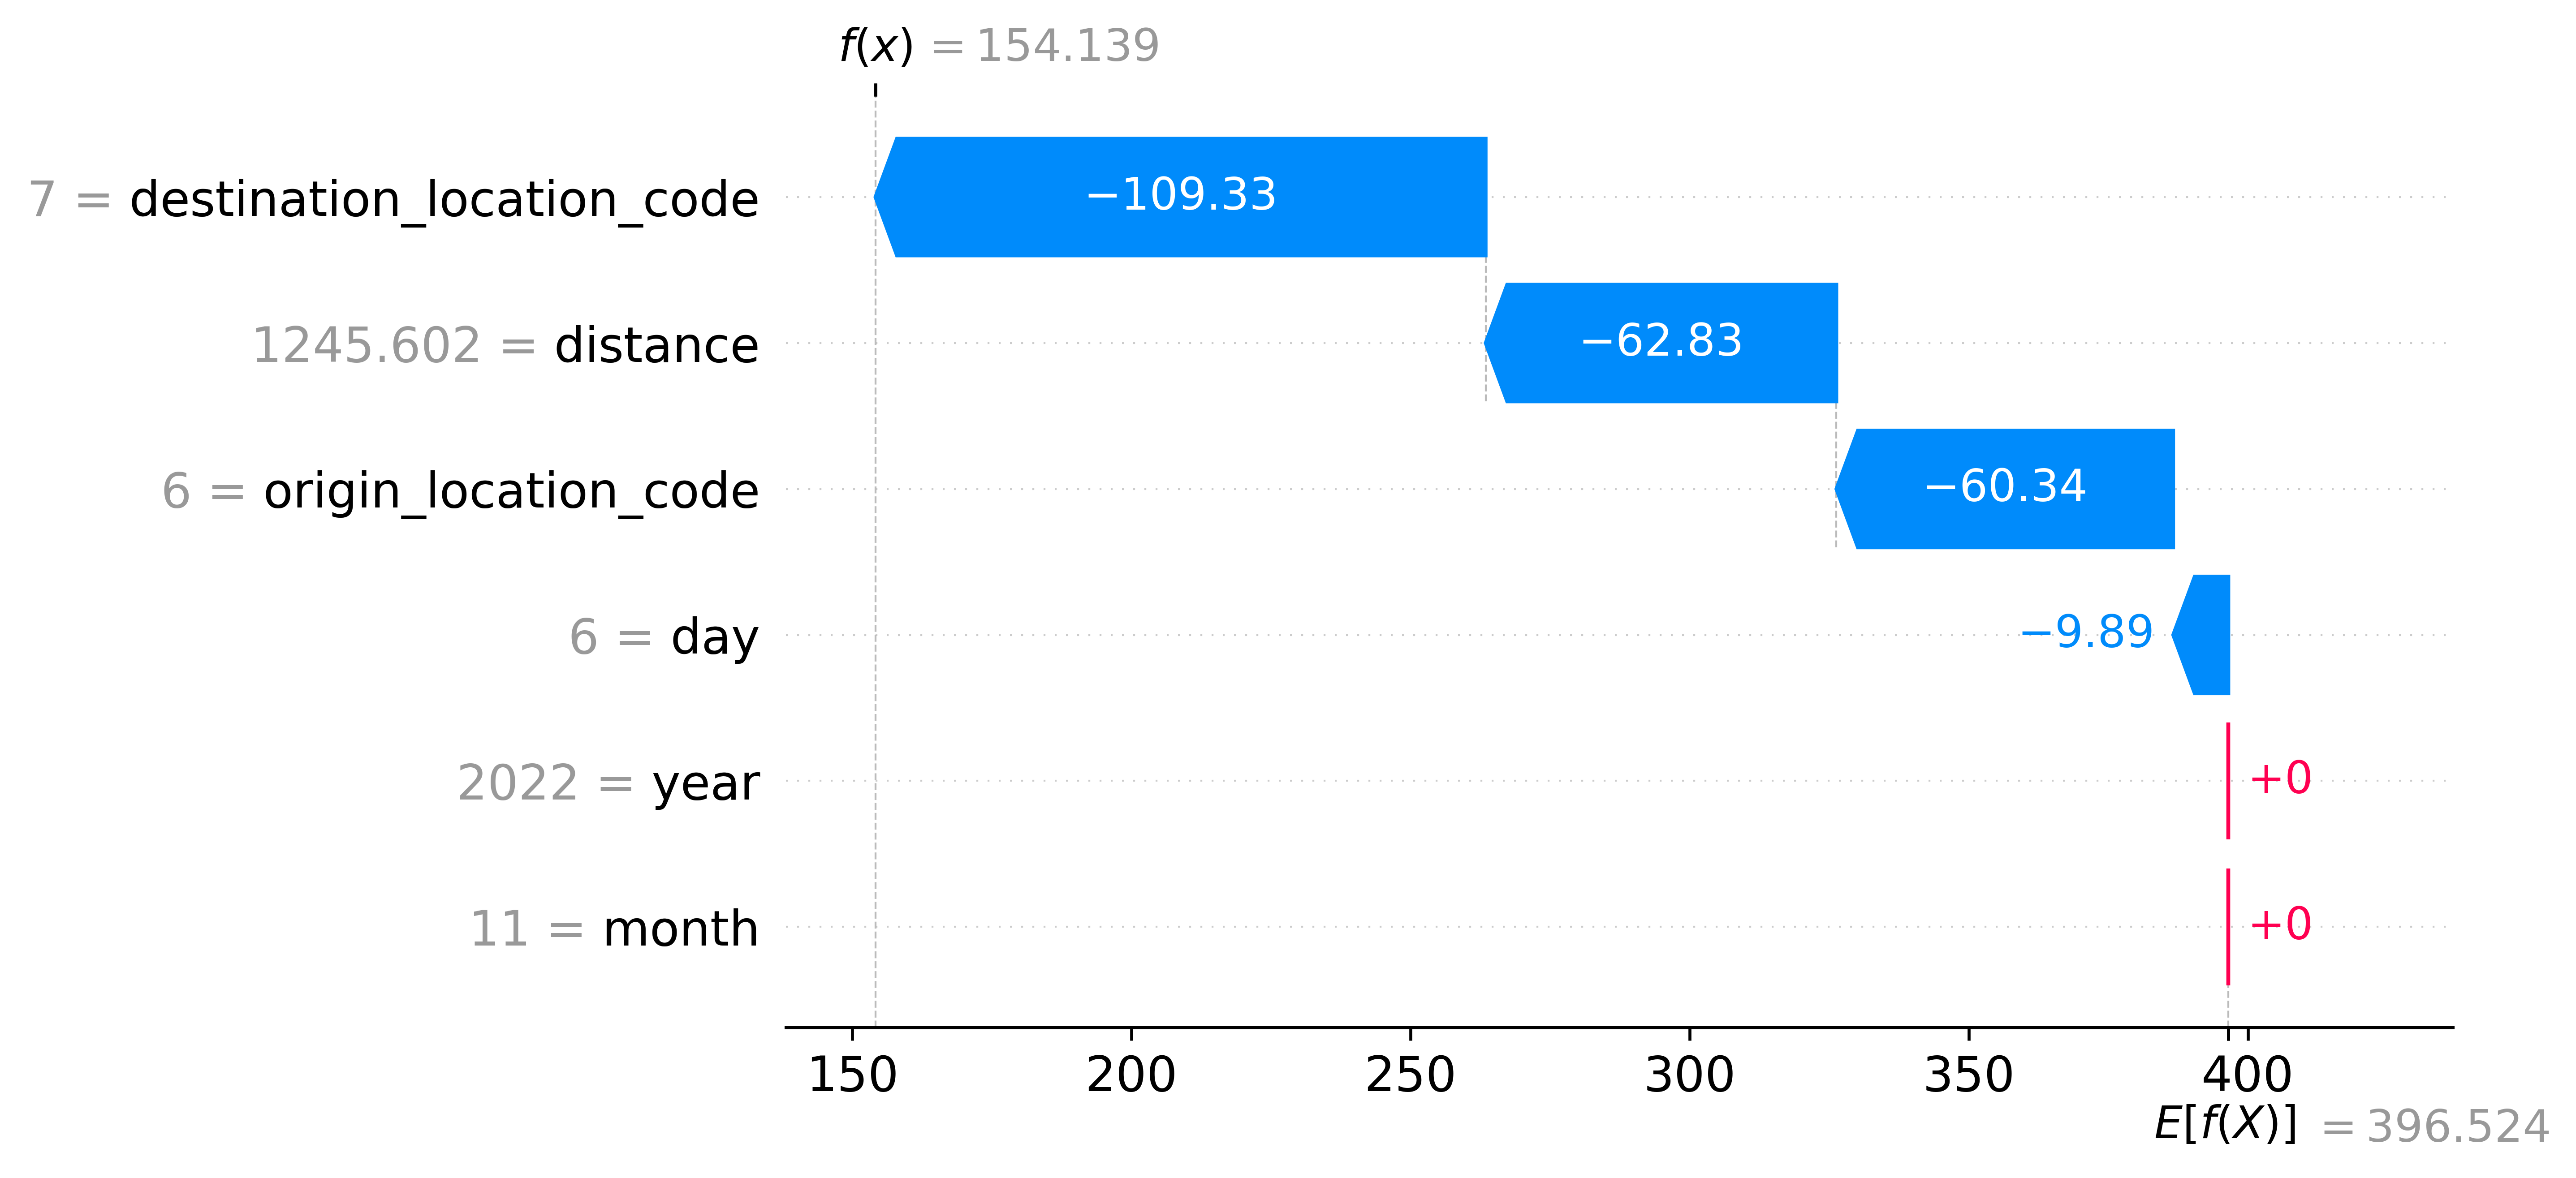 f(x) = 154.139
7 = destination_location_code
−109.33
1245.602 = distance
−62.83
6 = origin_location_code
−60.34
6 = day
−9.89
2022 = year
+0
11 = month
+0
150 200 250 300 350 400
E[f(X)] = 396.524